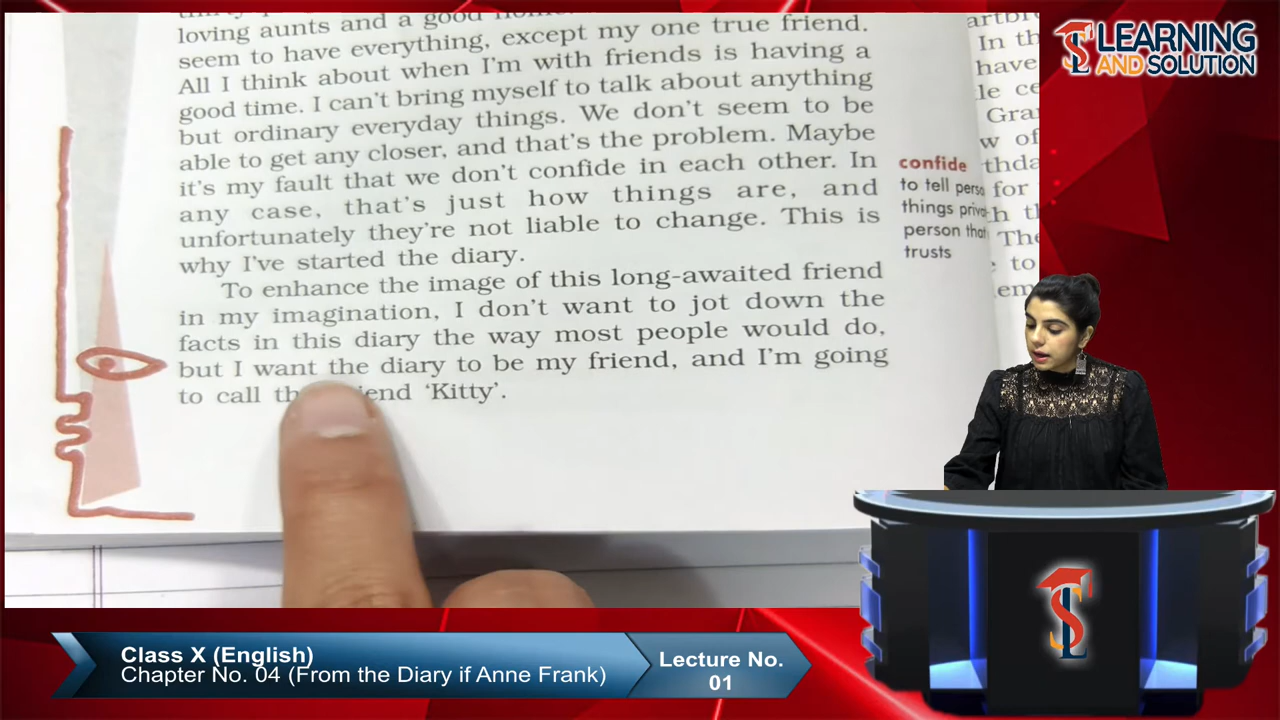 loving aunts and a good
seem to have everything, except my one true friend.
All I think about when I'm with friends is having a
good time. I can't bring myself to talk about anything
but ordinary everyday things. We don't seem to be
able to get any closer, and that's the problem. Maybe
it's my fault that we don't confide in each other. In
any case, that's just how things are, and
unfortunately they're not liable to change. This is
why I've started the diary.
To enhance the image of this long-awaited friend
in my imagination, I don't want to jot down the
facts in this diary the way most people would do,
but I want the diary to be my friend, and I'm going
to call friend 'Kitty'.
confide
to tell
things
person that
trusts
In
have
for
LEARNING
AND SOLUTION
Class X (English)
Chapter No. 04 (From the Diary if Anne Frank)
Lecture No.
01